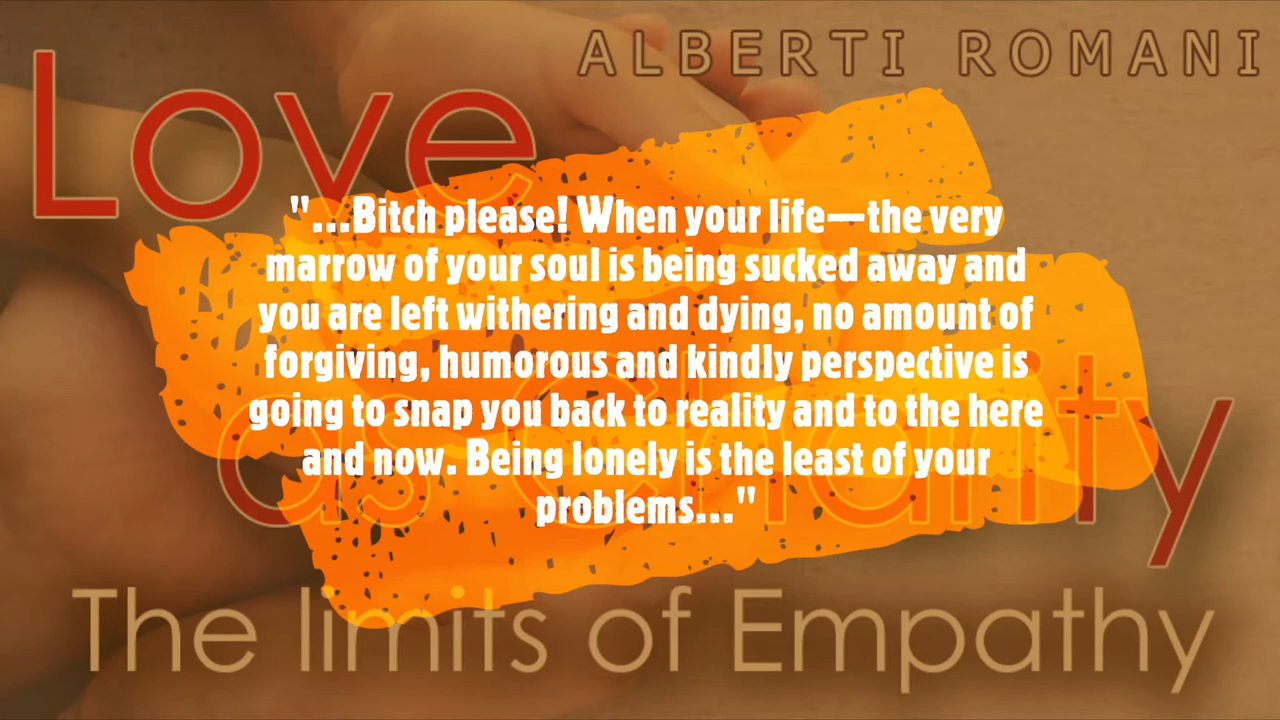 ALBERTI ROMANI
Love
"...Bitch please! When your life—the very
marrow of your soul is being sucked away and
you are left withering and dying, no amount of
forgiving, humorous and kindly perspective is
going to snap you back to reality and to the here
and now. Being lonely is the least of your
problems..."
as Charity
The limits of Empathy